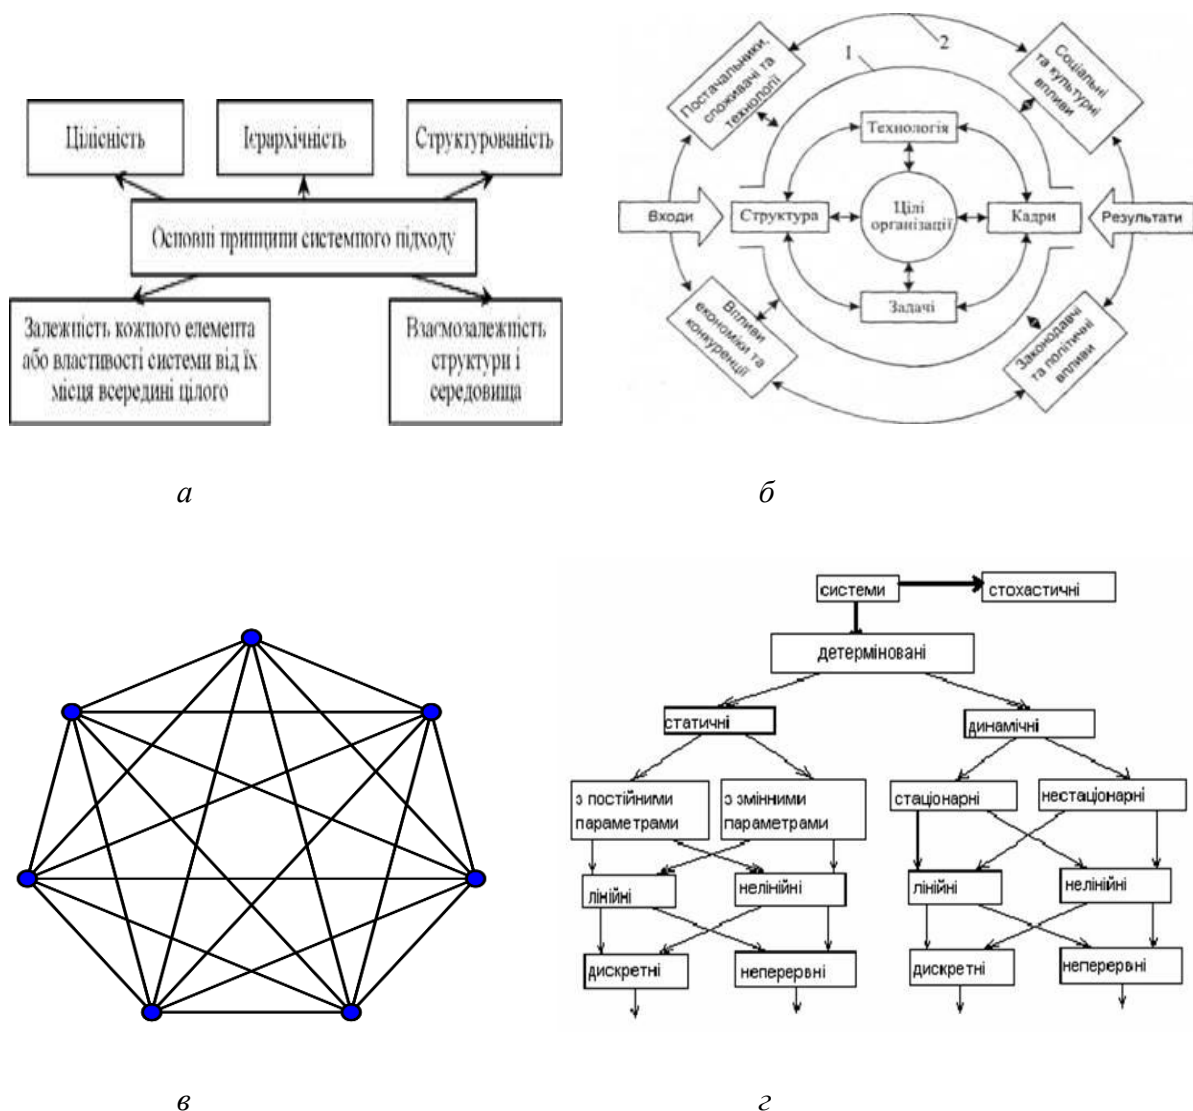 Цілісність
Ієрархічність
Структурованість
Основні принципи системного підходу
Залежність кожного елемента
або властивості системи від їх
місця всередині цілого
Взаємозалежність
структури і
середовища
а
2
1
Постачальники,
споживачі та
технології
Соціальні
та культурні
впливи
Технологія
Входи
Структура
Цілі
організації
Кадри
Результати
Задачі
Впливи
економіки та
конкуренції
Законодавчі
та політичні
впливи
б
системи
стохастичні
детерміновані
статичні
динамічні
з постійними
параметрами
з змінними
параметрами
стаціонарні
нестаціонарні
лінійні
нелінійні
лінійні
нелінійні
дискретні
неперервні
дискретні
неперервні
в
г